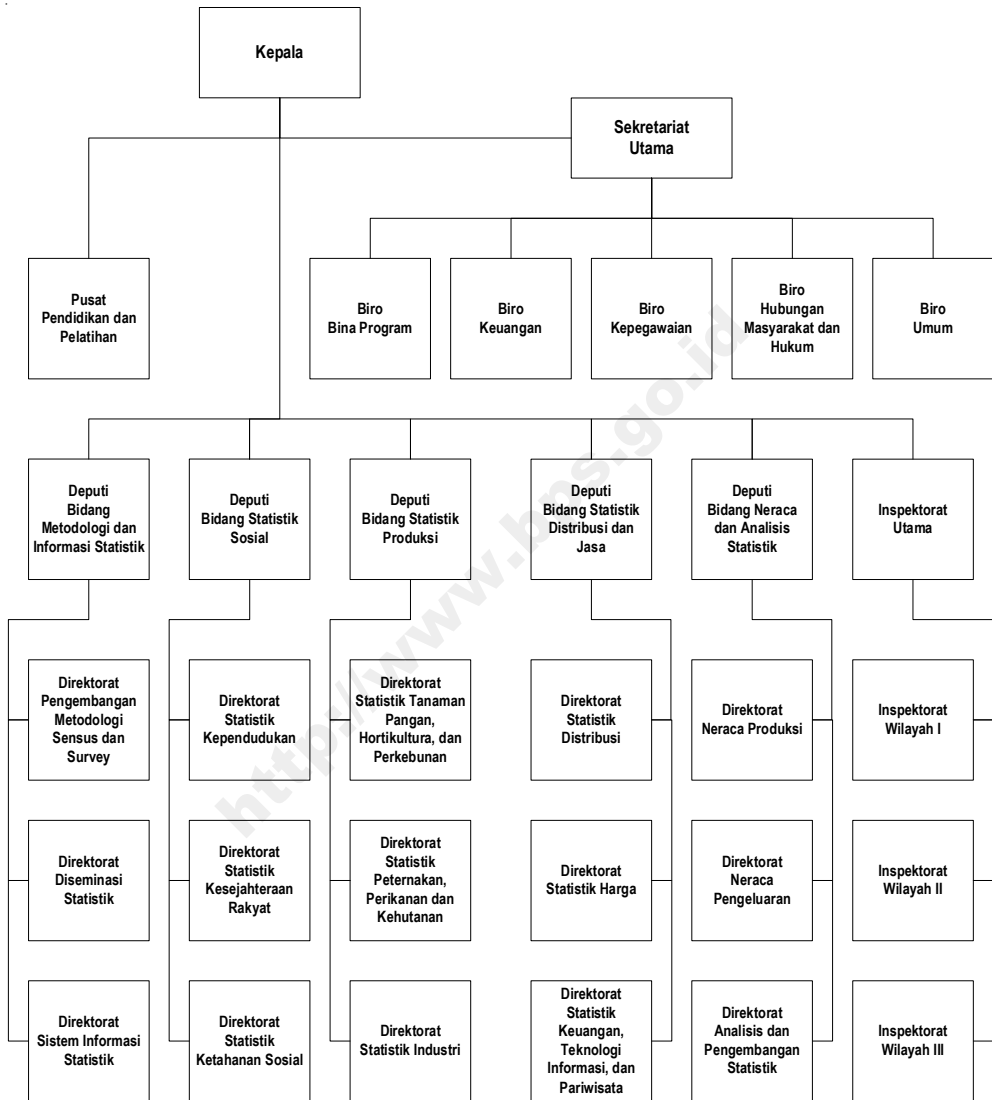 Kepala
Sekretariat
Utama
Pusat
Pendidikan dan
Pelatihan
Biro
Bina Program
Biro
Keuangan
Biro
Kepegawaian
Biro
Hubungan
Masyarakat dan
Hukum
Biro
Umum
Deputi
Bidang
Metodologi dan
Informasi Statistik
Deputi
Bidang Statistik
Sosial
Deputi
Bidang Statistik
Produksi
Deputi
Bidang Statistik
Distribusi dan
Jasa
Deputi
Bidang Neraca
dan Analisis
Statistik
Inspektorat
Utama
Direktorat
Pengembangan
Metodologi
Sensus dan
Survey
Direktorat
Statistik
Kependudukan
Direktorat
Statistik Tanaman
Pangan,
Hortikultura, dan
Perkebunan
Direktorat
Statistik
Distribusi
Direktorat
Neraca Produksi
Inspektorat
Wilayah I
Direktorat
Diseminasi
Statistik
Direktorat
Statistik
Kesejahteraan
Rakyat
Direktorat
Statistik
Peternakan,
Perikanan dan
Kehutanan
Direktorat
Statistik Harga
Direktorat
Neraca
Pengeluaran
Inspektorat
Wilayah II
Direktorat
Sistem Informasi
Statistik
Direktorat
Statistik
Ketahanan Sosial
Direktorat
Statistik Industri
Direktorat
Statistik
Keuangan,
Teknologi
Informasi, dan
Pariwisata
Direktorat
Analisis dan
Pengembangan
Statistik
Inspektorat
Wilayah III
http://www.bps.go.id